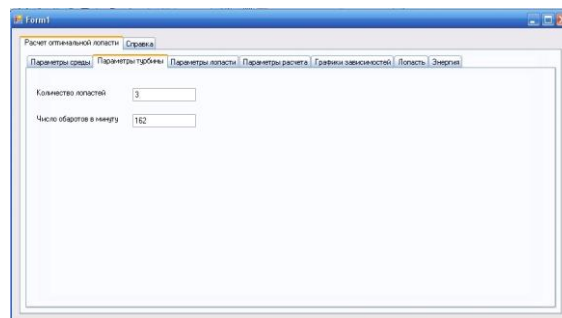 Form1
Расчет оптимальной лопасти Справка
Параметры среды Параметры турбины Параметры лопасти Параметры расчета Графики зависимостей Лопасть Энергия
Количество лопастей 3
Число оборотов в минуту 162